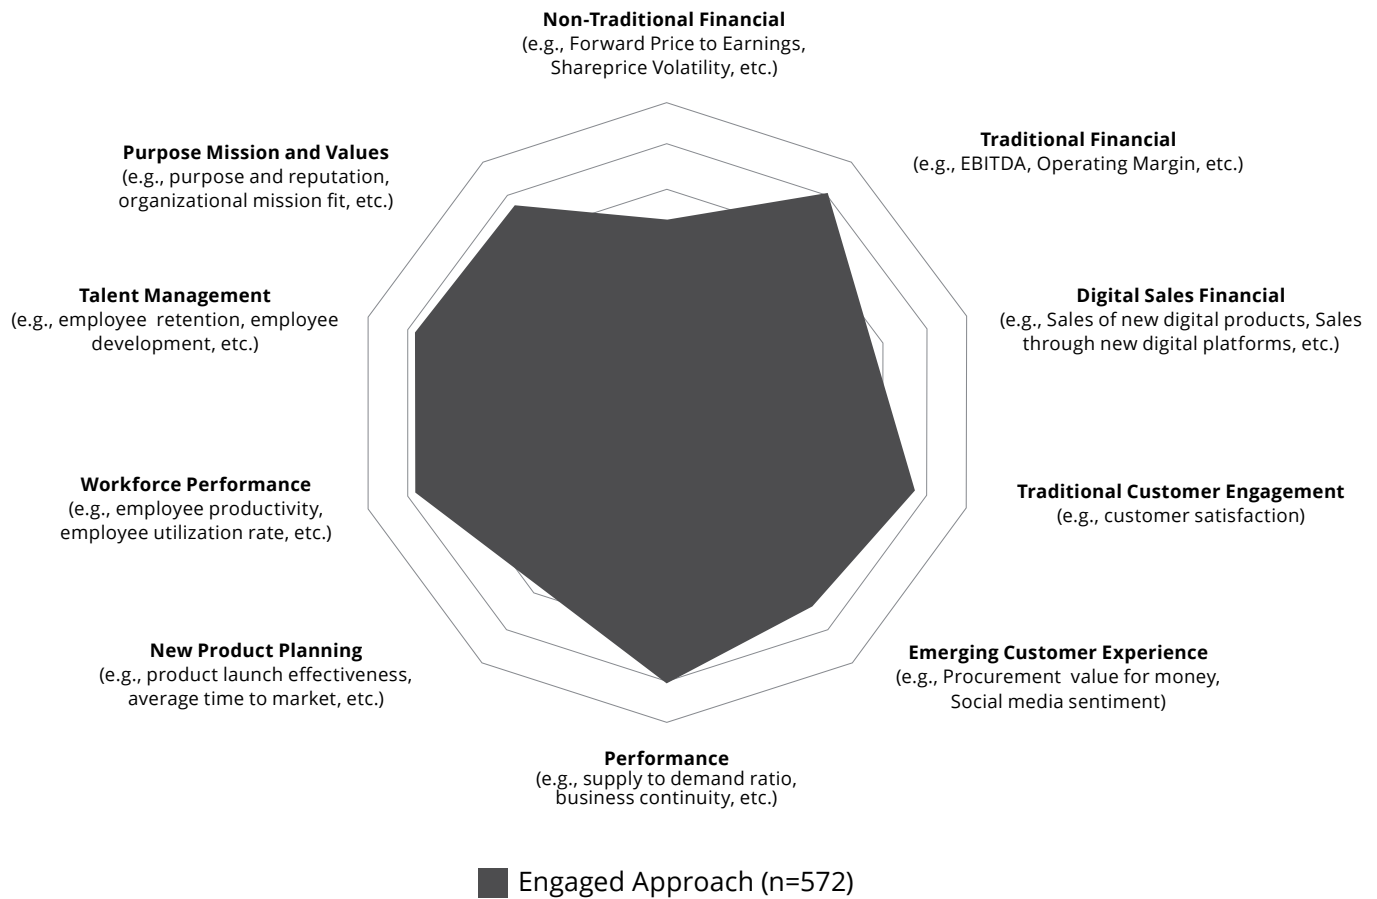 Non-Traditional Financial
(e.g., Forward Price to Earnings,
Shareprice Volatility, etc.)
Traditional Financial
(e.g., EBITDA, Operating Margin, etc.)
Digital Sales Financial
(e.g., Sales of new digital products, Sales
through new digital platforms, etc.)
Traditional Customer Engagement
(e.g., customer satisfaction)
Emerging Customer Experience
(e.g., Procurement value for money,
Social media sentiment)
Performance
(e.g., supply to demand ratio,
business continuity, etc.)
New Product Planning
(e.g., product launch effectiveness,
average time to market, etc.)
Workforce Performance
(e.g., employee productivity,
employee utilization rate, etc.)
Talent Management
(e.g., employee retention, employee
development, etc.)
Purpose Mission and Values
(e.g., purpose and reputation,
organizational mission fit, etc.)
Engaged Approach (n=572)